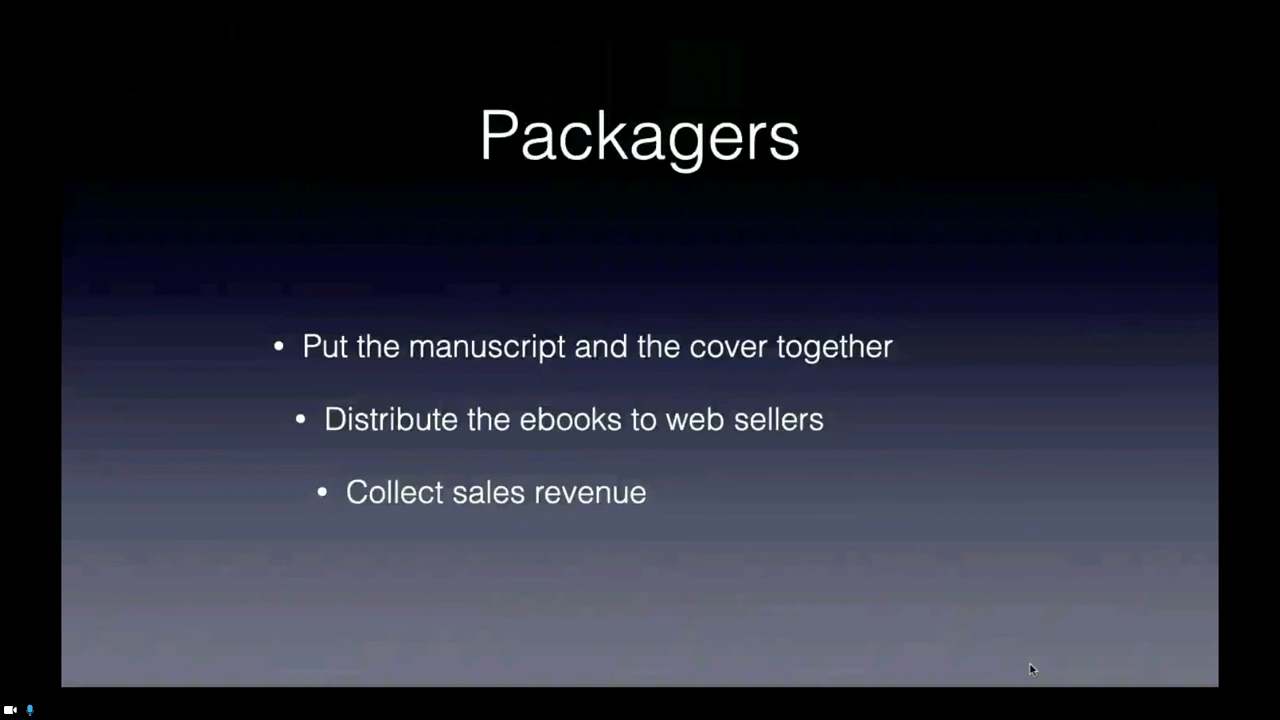 Packagers
• Put the manuscript and the cover together
• Distribute the ebooks to web sellers
• Collect sales revenue